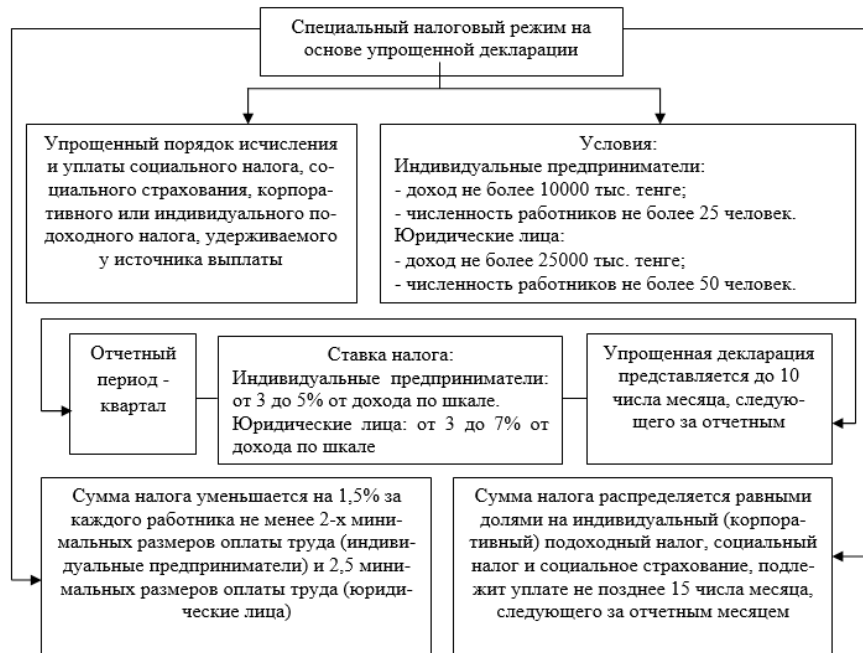 Специальный налоговый режим на
основе упрощенной декларации
Упрощенный порядок исчисления
и уплаты социального налога, со-
циального страхования, корпора-
тивного или индивидуального по-
доходного налога, удерживаемого
у источника выплаты
Условия:
Индивидуальные предприниматели:
- доход не более 10000 тыс. тенге;
- численность работников не более 25 человек.
Юридические лица:
- доход не более 25000 тыс. тенге;
- численность работников не более 50 человек.
Отчетный
период -
квартал
Ставка налога:
Индивидуальные предприниматели:
от 3 до 5% от дохода по шкале.
Юридические лица: от 3 до 7% от
дохода по шкале
Упрощенная декларация
представляется до 10
числа месяца, следую-
щего за отчетным
Сумма налога уменьшается на 1,5% за
каждого работника не менее 2-х мини-
мальных размеров оплаты труда (индиви-
дуальные предприниматели) и 2,5 мини-
мальных размеров оплаты труда (юриди-
ческие лица)
Сумма налога распределяется равными
долями на индивидуальный (корпора-
тивный) подоходный налог, социальный
налог и социальное страхование, подле-
жит уплате не позднее 15 числа месяца,
следующего за отчетным месяцем